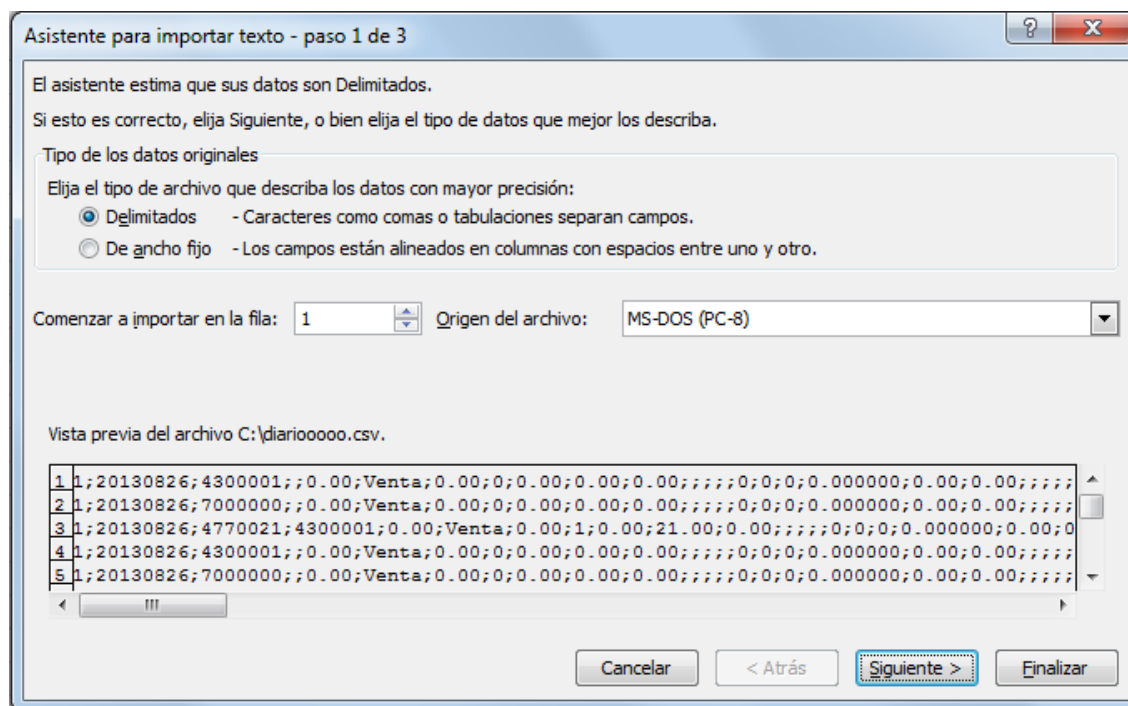 Asistente para importar texto - paso 1 de 3
El asistente estima que sus datos son Delimitados.
Si esto es correcto, elija Siguiente, o bien elija el tipo de datos que mejor los describa.
Tipo de los datos originales
Elija el tipo de archivo que describa los datos con mayor precisión:
Delimitados - Caracteres como comas o tabulaciones separan campos.
De ancho fijo - Los campos están alineados en columnas con espacios entre uno y otro.
Comenzar a importar en la fila: 1 Origen del archivo: MS-DOS (PC-8)
Vista previa del archivo C:\diariooooo.csv.
1 1;20130826;4300001;;0.00;Venta;0.00;0;0.00;0.00;0.00;;;;;0;0;0;0.000000;0.00;0.00;;;;;
2 1;20130826;7000000;;0.00;Venta;0.00;0;0.00;0.00;0.00;;;;;0;0;0;0.000000;0.00;0.00;;;;;
3 1;20130826;4770021;4300001;0.00;Venta;0.00;1;0.00;21.00;0.00;;;;;0;0;0;0.000000;0.00;0
4 1;20130826;4300001;;0.00;Venta;0.00;0;0.00;0.00;0.00;;;;;0;0;0;0.000000;0.00;0.00;;;;;
5 1;20130826;7000000;;0.00;Venta;0.00;0;0.00;0.00;0.00;;;;;0;0;0;0.000000;0.00;0.00;;;;;
Cancelar < Atrás Siguiente > Finalizar